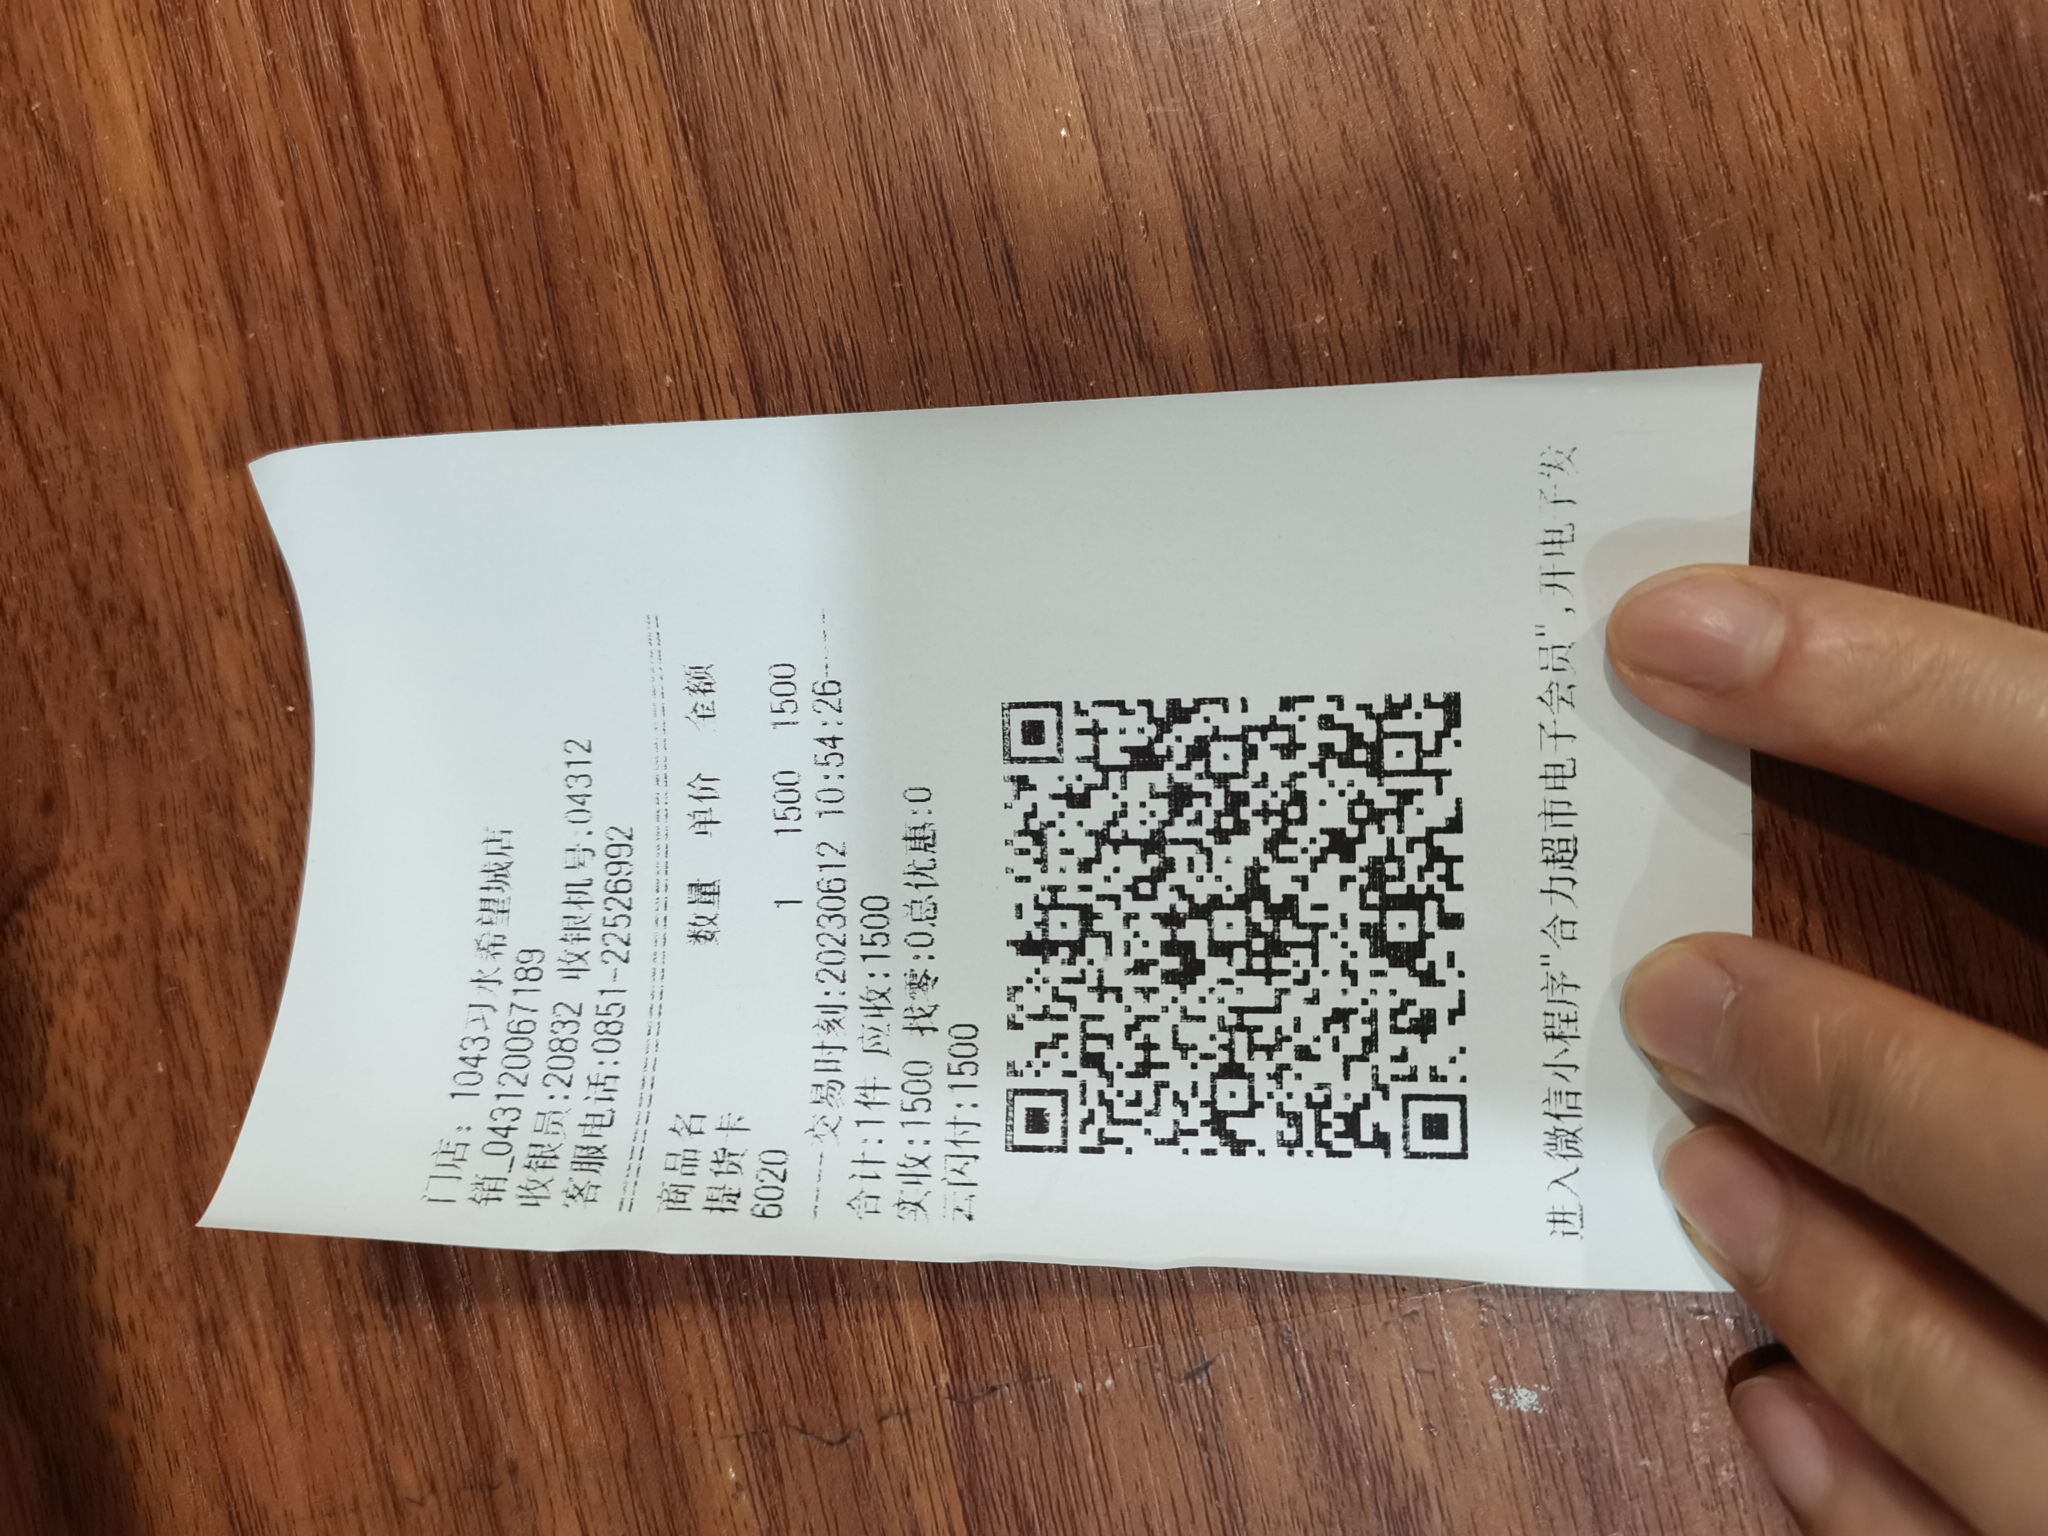 门店: 1043习水希望城店
销_043120067189
收银员:20832 收银机号:04312
客服电话:0851-22526992
商品名 数量 单价 金额
提货卡
6020 1 1500 1500
-----交易时刻:20230612 10:54:26-----
合计:1件 应收:1500
实收:1500 找零:0总优惠:0
云闪付:1500
进入微信小程序"合力超市电子会员",开电子发